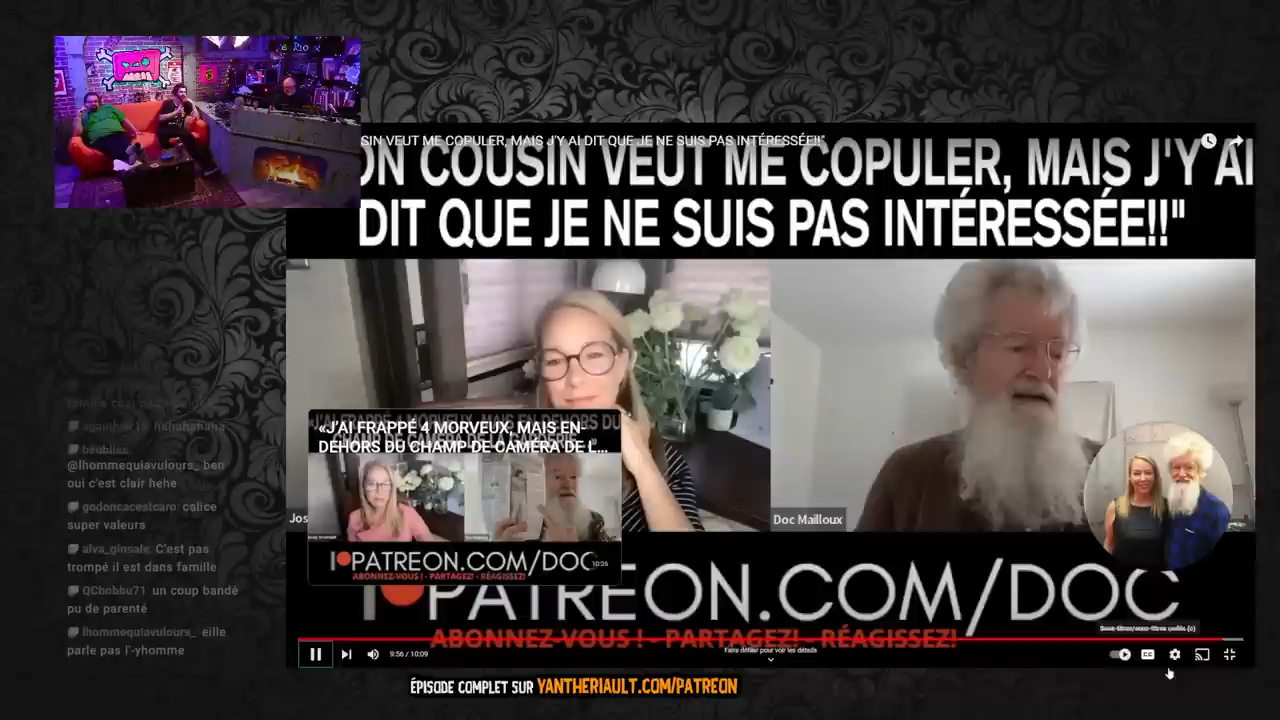 SIN VEUT ME COPULER, MAIS J'Y AI DIT QUE JE NE SUIS PAS INTÉRESSÉE!!"
ON COUSIN VEUT ME COPULER, MAIS J'Y AI
DIT QUE JE NE SUIS PAS INTÉRESSÉE!!"
«J'AI FRAPPÉ 4 MORVEUX, MAIS EN-
DEHORS DU CHAMP DE CAMÉRA DE L...
PATREON.COM/DOC
10:26
ABONNEZ-VOUS ! - PARTAGEZ! - RÉAGISSEZ!
Jos
Doc Mailloux
PATREON.COM/DOC
ABONNEZ-VOUS ! - PARTAGEZ! - RÉAGISSEZ!
9:56 / 10:09
Faire défiler pour voir les détails
hahahahaha
@lhommequiavulours_ ben
oui c'est clair hehe
godoncacestcaro: calice
super valeurs
alva_ginsale: C'est pas
trompé il est dans famille
QCbobbu71 un coup bandé
pu de parenté
lhommequiavulours_ eille
parle pas l'-yhomme
ÉPISODE COMPLET SUR YANTHERIAULT.COM/PATREON